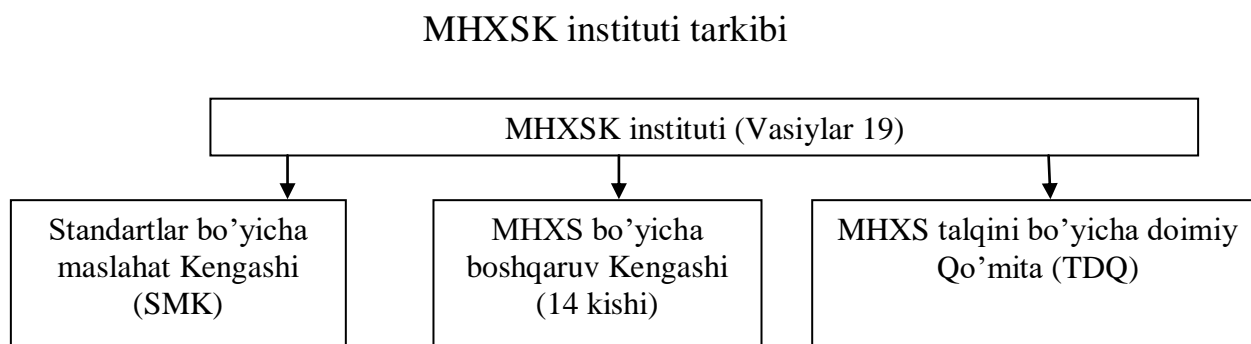 MHXSK instituti tarkibi
MHXSK instituti (Vasiylar 19)
Standartlar bo’yicha
maslahat Kengashi
(SMK)
MHXS bo’yicha
boshqaruv Kengashi
(14 kishi)
MHXS talqini bo’yicha doimiy
Qo’mita (TDQ)